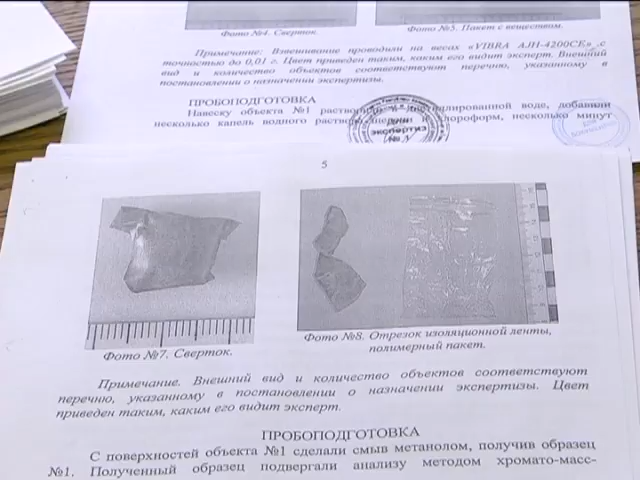 Фото №4. Сверток.
Фото №5. Пакет с веществом.
Примечание: Взвешивание проводили на весах «VIBRA AJH-4200CE» с
точностью до 0,01 г. Цвет приведен таким, каким его видит эксперт. Внешний
вид и количество объектов соответствуют перечню, указанному в
постановлении о назначении экспертизы.
ПРОБОПОДГОТОВКА
Навеску объекта №1 в дистиллированной воде, добавили
несколько капель водного хлороформ, несколько минут
экспертиз
№1
5
Фото №7. Сверток.
Фото №8. Отрезок изоляционной ленты,
полимерный пакет.
Примечание. Внешний вид и количество объектов соответствуют
перечню, указанному в постановлении о назначении экспертизы. Цвет
приведен таким, каким его видит эксперт.
ПРОБОПОДГОТОВКА
С поверхностей объекта №1 сделали смыв метанолом, получив образец
№1. Полученный образец подвергали анализу методом хромато-масс-